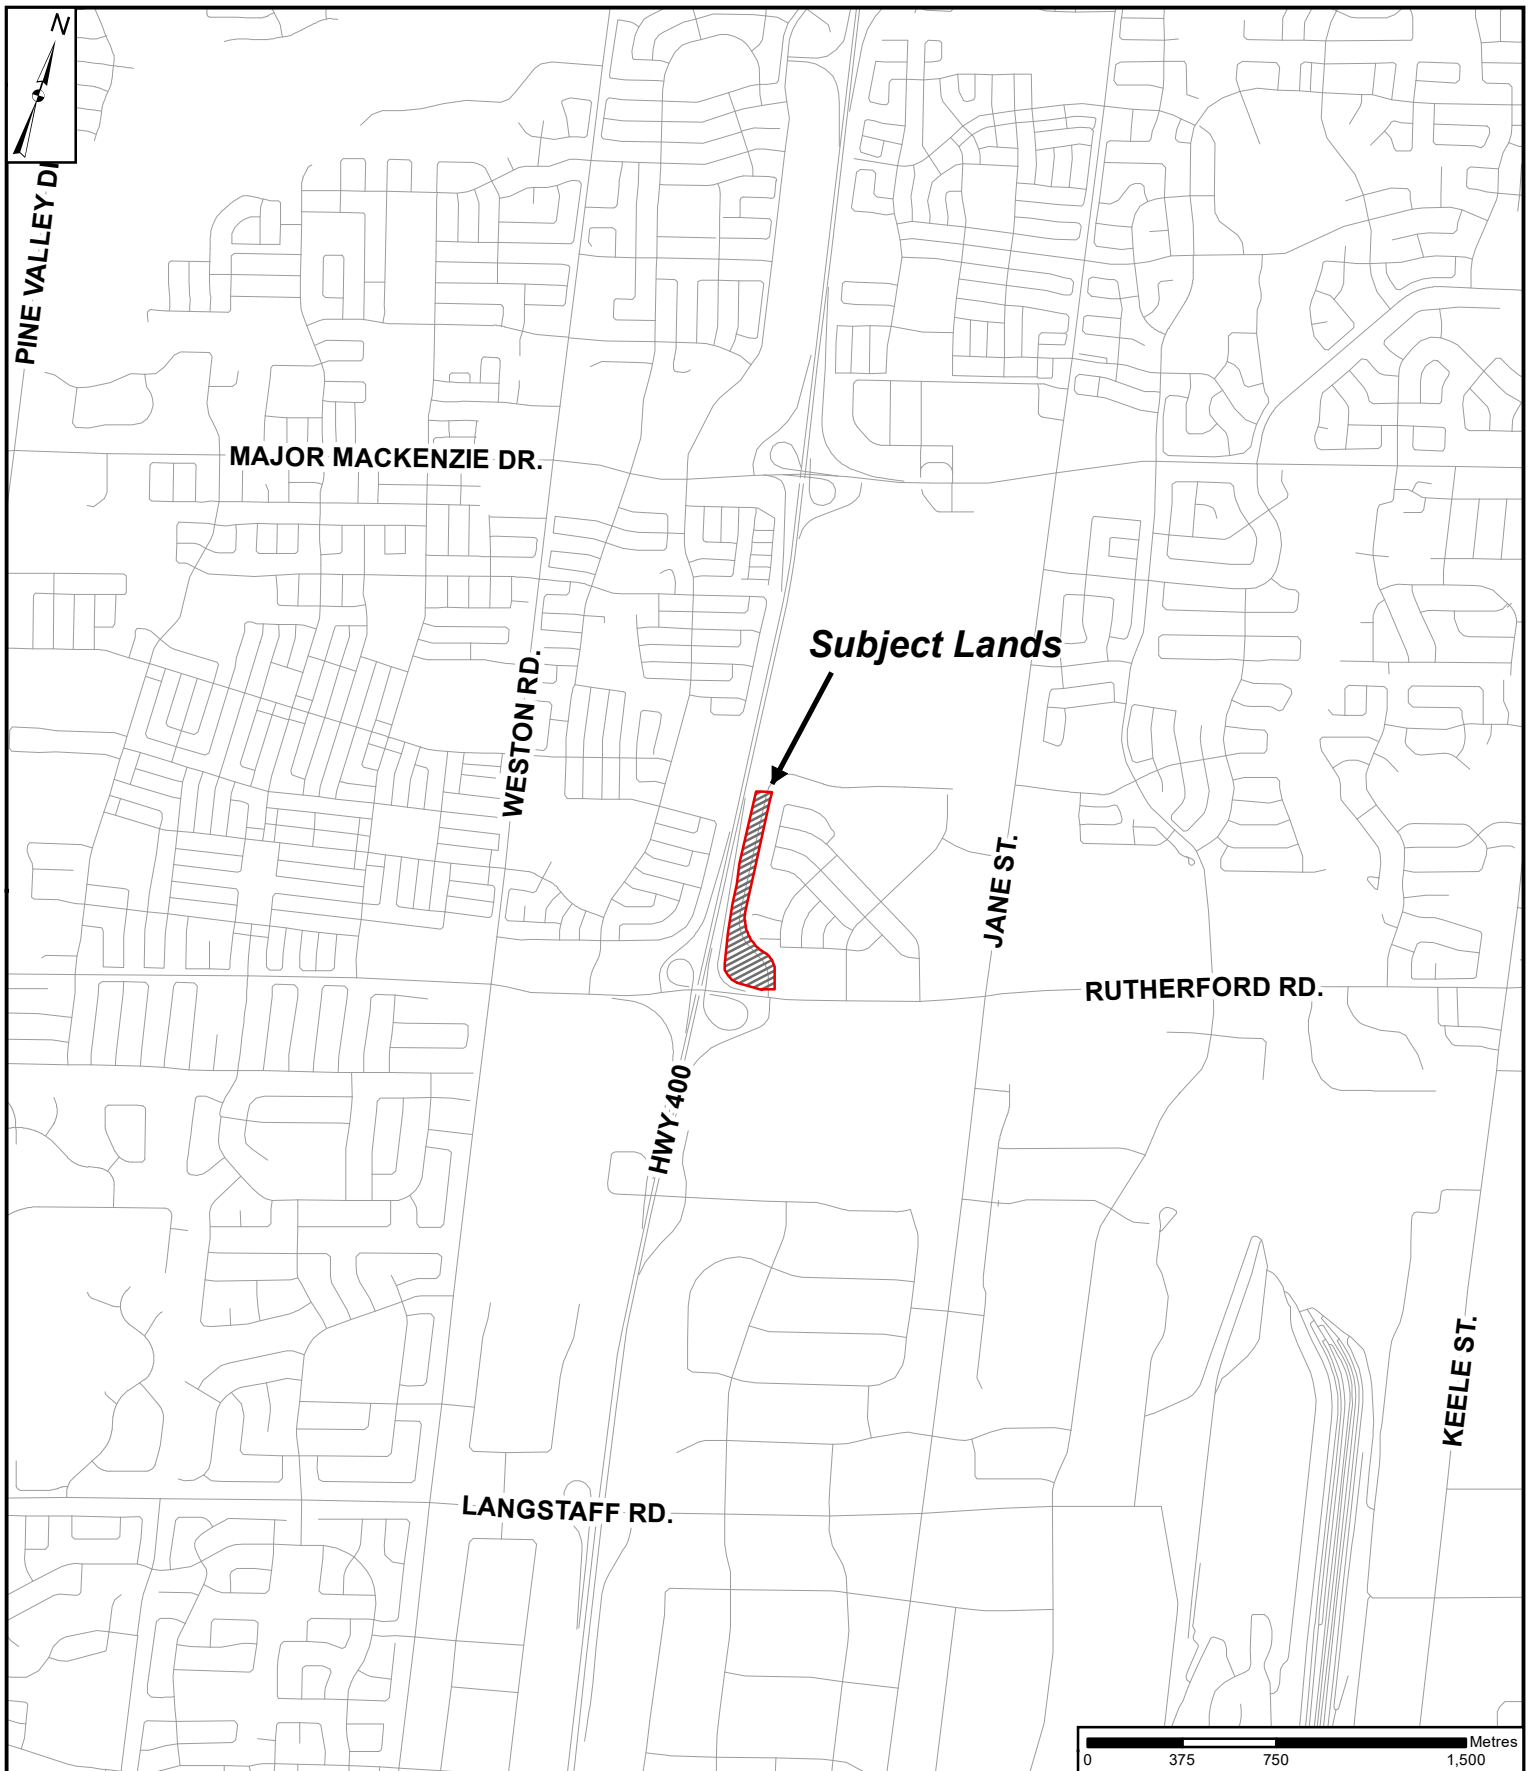 N
PINE VALLEY DR
MAJOR MACKENZIE DR.
Subject Lands
WESTON RD.
JANE ST.
RUTHERFORD RD.
HWY 400
KEELE ST.
LANGSTAFF RD.
Metres
0 375 750 1,500